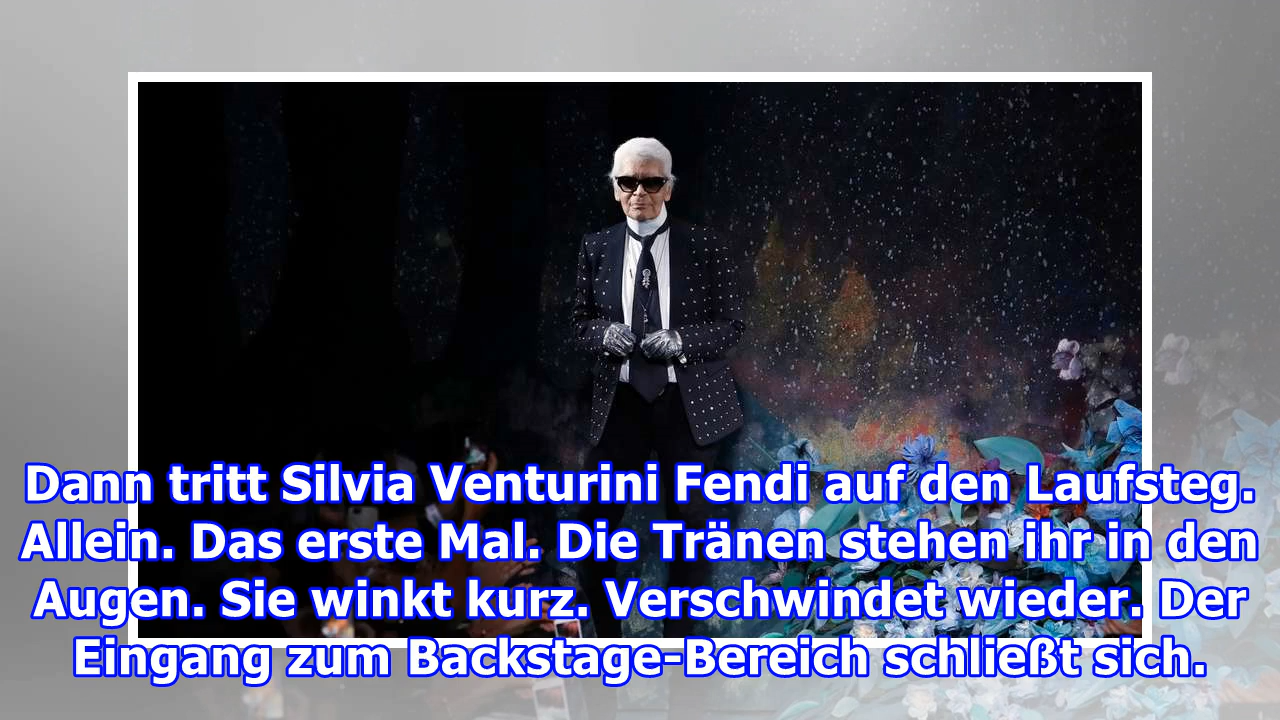 Dann tritt Silvia Venturini Fendi auf den Laufsteg.
Allein. Das erste Mal. Die Tränen stehen ihr in den
Augen. Sie winkt kurz. Verschwindet wieder. Der
Eingang zum Backstage-Bereich schließt sich.